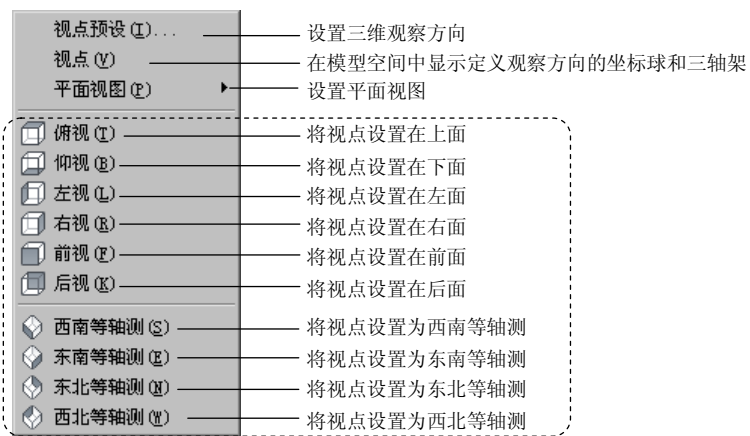 视点预设(I)... 设置三维观察方向
视点(V) 在模型空间中显示定义观察方向的坐标球和三轴架
平面视图(P) 设置平面视图
俯视(T) 将视点设置在上面
仰视(B) 将视点设置在下面
左视(L) 将视点设置在左面
右视(R) 将视点设置在右面
前视(F) 将视点设置在前面
后视(K) 将视点设置在后面
西南等轴测(S) 将视点设置为西南等轴测
东南等轴测(E) 将视点设置为东南等轴测
东北等轴测(N) 将视点设置为东北等轴测
西北等轴测(W) 将视点设置为西北等轴测